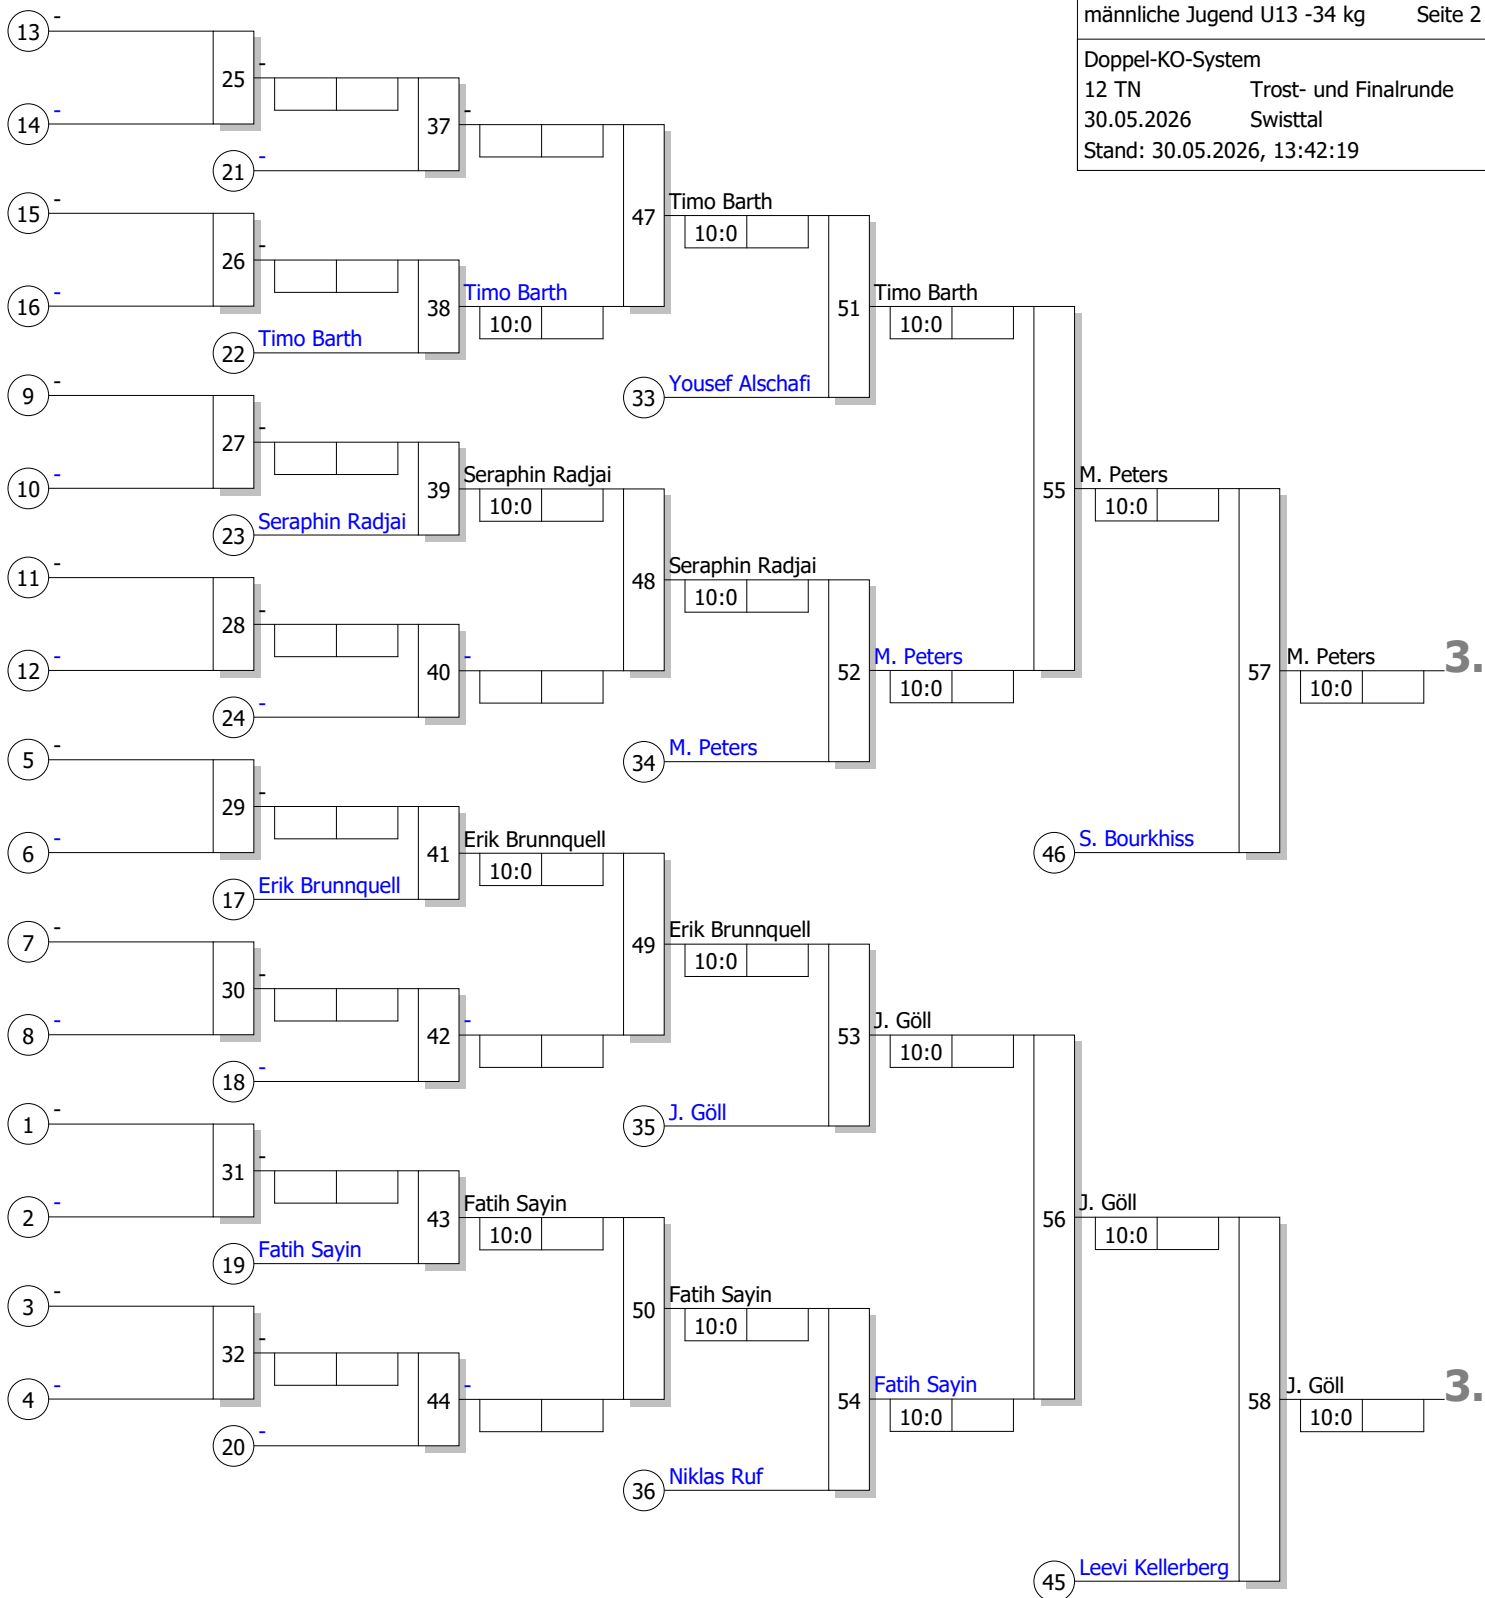 männliche Jugend U13 -34 kg Seite 2
Doppel-KO-System
12 TN Trost- und Finalrunde
30.05.2026 Swisttal
Stand: 30.05.2026, 13:42:19
13 -
25 -
14 -
37 -
21 -
15 -
47 Timo Barth
10:0
26 -
16 -
38 Timo Barth
10:0
22 Timo Barth
51 Timo Barth
10:0
33 Yousef Alschafi
9 -
27 -
10 -
39 Seraphin Radjai
10:0
23 Seraphin Radjai
55 M. Peters
10:0
11 -
48 Seraphin Radjai
10:0
28 -
12 -
40 -
24 -
52 M. Peters
10:0
34 M. Peters
57 M. Peters 3.
10:0
5 -
29 -
6 -
41 Erik Brunnquell
10:0
17 Erik Brunnquell
46 S. Bourkhiss
7 -
49 Erik Brunnquell
10:0
30 -
8 -
42 -
18 -
53 J. Göll
10:0
35 J. Göll
1 -
31 -
2 -
43 Fatih Sayin
10:0
19 Fatih Sayin
56 J. Göll
10:0
3 -
50 Fatih Sayin
10:0
32 -
4 -
44 -
20 -
54 Fatih Sayin
10:0
36 Niklas Ruf
58 J. Göll 3.
10:0
45 Leevi Kellerberg